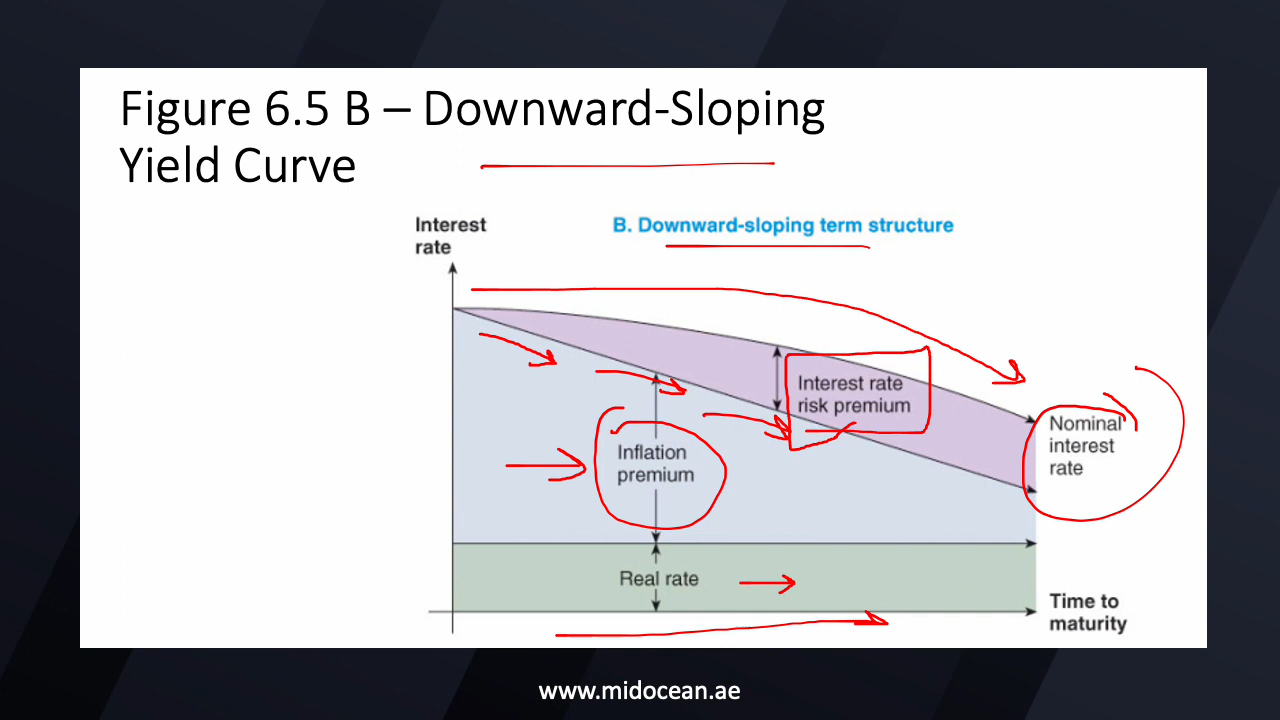 Figure 6.5 B – Downward-Sloping
Yield Curve
Interest
rate
B. Downward-sloping term structure
Interest rate
risk premium
Nominal
interest
rate
Inflation
premium
Real rate
Time to
maturity
www.midocean.ae